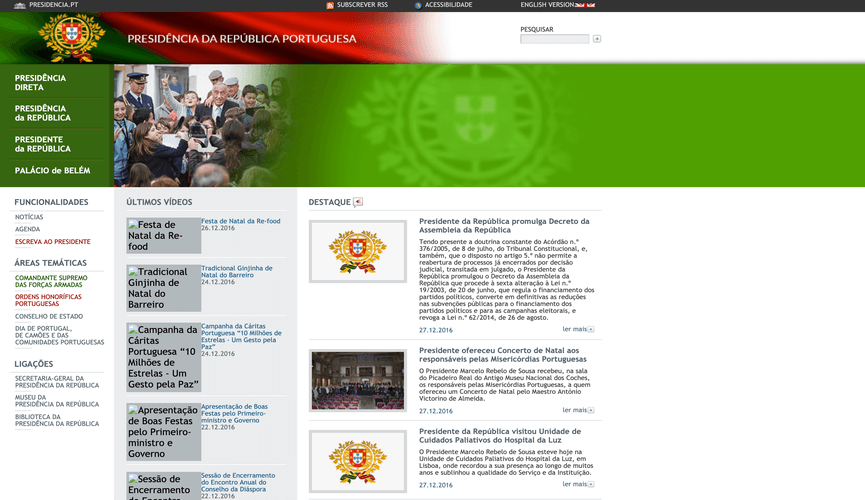 PRESIDENCIA.PT
SUBSCREVER RSS
ACESSIBILIDADE
ENGLISH VERSION
PRESIDÊNCIA DA REPÚBLICA PORTUGUESA
PESQUISAR
PRESIDÊNCIA
DIRETA
PRESIDÊNCIA
da REPÚBLICA
PRESIDENTE
da REPÚBLICA
PALÁCIO de BELÉM
FUNCIONALIDADES
NOTÍCIAS
AGENDA
ESCREVA AO PRESIDENTE
ÁREAS TEMÁTICAS
COMANDANTE SUPREMO
DAS FORÇAS ARMADAS
ORDENS HONORÍFICAS
PORTUGUESAS
CONSELHO DE ESTADO
DIA DE PORTUGAL,
DE CAMÕES E DAS
COMUNIDADES PORTUGUESAS
LIGAÇÕES
SECRETARIA-GERAL DA
PRESIDÊNCIA DA REPÚBLICA
MUSEU DA
PRESIDÊNCIA DA REPÚBLICA
BIBLIOTECA DA
PRESIDÊNCIA DA REPÚBLICA
ÚLTIMOS VÍDEOS
Festa de
Natal da Re-
food
Festa de Natal da Re-food
26.12.2016
Tradicional
Ginjinha de
Natal do
Barreiro
Tradicional Ginjinha de
Natal do Barreiro
24.12.2016
Campanha da
Cáritas
Portuguesa “10
Milhões de
Estrelas - Um
Gesto pela Paz”
Campanha da Cáritas
Portuguesa “10 Milhões de
Estrelas - Um Gesto pela
Paz”
24.12.2016
Apresentação
de Boas Festas
pelo Primeiro-
ministro e
Governo
Apresentação de Boas
Festas pelo Primeiro-
ministro e Governo
22.12.2016
Sessão de
Encerramento
do Encontro
Sessão de Encerramento
do Encontro Anual do
Conselho da Diáspora
22.12.2016
DESTAQUE
Presidente da República promulga Decreto da
Assembleia da República
Tendo presente a doutrina constante do Acórdão n.º
376/2005, de 8 de julho, do Tribunal Constitucional, e,
também, que o disposto no artigo 5.º não permite a
reabertura de processos já encerrados por decisão
judicial, transitada em julgado, o Presidente da
República promulgou o Decreto da Assembleia da
República que procede à sexta alteração à Lei n.º
19/2003, de 20 de junho, que regula o financiamento dos
partidos políticos, converte em definitivas as reduções
nas subvenções públicas para o financiamento dos
partidos políticos e para as campanhas eleitorais, e
revoga a Lei n.º 62/2014, de 26 de agosto.
27.12.2016
ler mais
Presidente ofereceu Concerto de Natal aos
responsáveis pelas Misericórdias Portuguesas
O Presidente Marcelo Rebelo de Sousa recebeu, na sala
do Picadeiro Real do Antigo Museu Nacional dos Coches,
os responsáveis pelas Misericórdias Portuguesas, a quem
ofereceu um Concerto de Natal pelo Maestro António
Victorino de Almeida.
27.12.2016
ler mais
Presidente da República visitou Unidade de
Cuidados Paliativos do Hospital da Luz
O Presidente Marcelo Rebelo de Sousa esteve hoje na
Unidade de Cuidados Paliativos do Hospital da Luz, em
Lisboa, onde recordou a sua presença ao longo de muitos
anos e sublinhou a qualidade do Serviço e da Instituição.
27.12.2016
ler mais